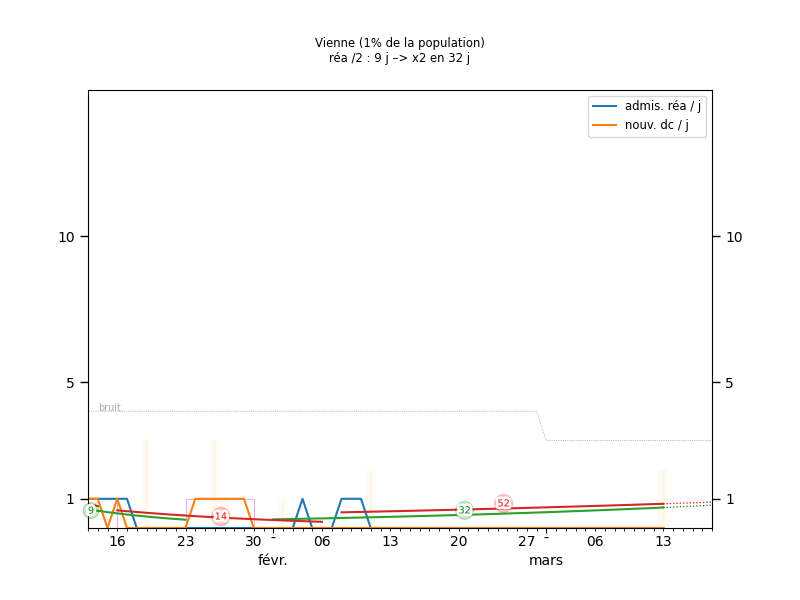 Vienne (1% de la population)
réa /2 : 9 j –> x2 en 32 j
admis. réa / j
nouv. dc / j
10 10
5 5
bruit
1 1
9 14 32 52
16 23 30 - 06 13 20 27 - 06 13
févr. mars